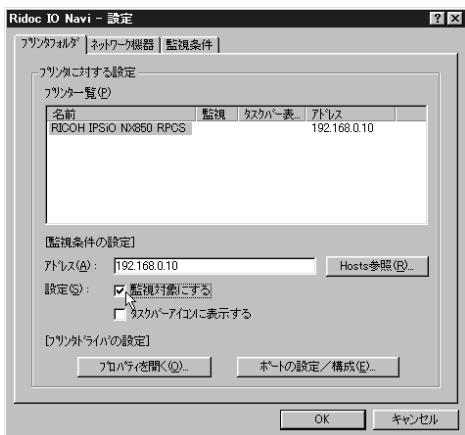 Ridoc IO Navi - 設定
プリンタフォルダ ネットワーク機器 監視条件
プリンタに対する設定
プリンタ一覧(P)
名前 監視 タスクバー表... アドレス
RICOH IPSiO NX850 RPCS 192.168.0.10
[監視条件の設定]
アドレス(A): 192.168.0.10 Hosts参照(R)...
設定(S): 監視対象にする
タスクバーアイコンに表示する
[プリンタドライバの設定]
プロパティを開く(O)... ポートの設定/構成(E)...
OK キャンセル